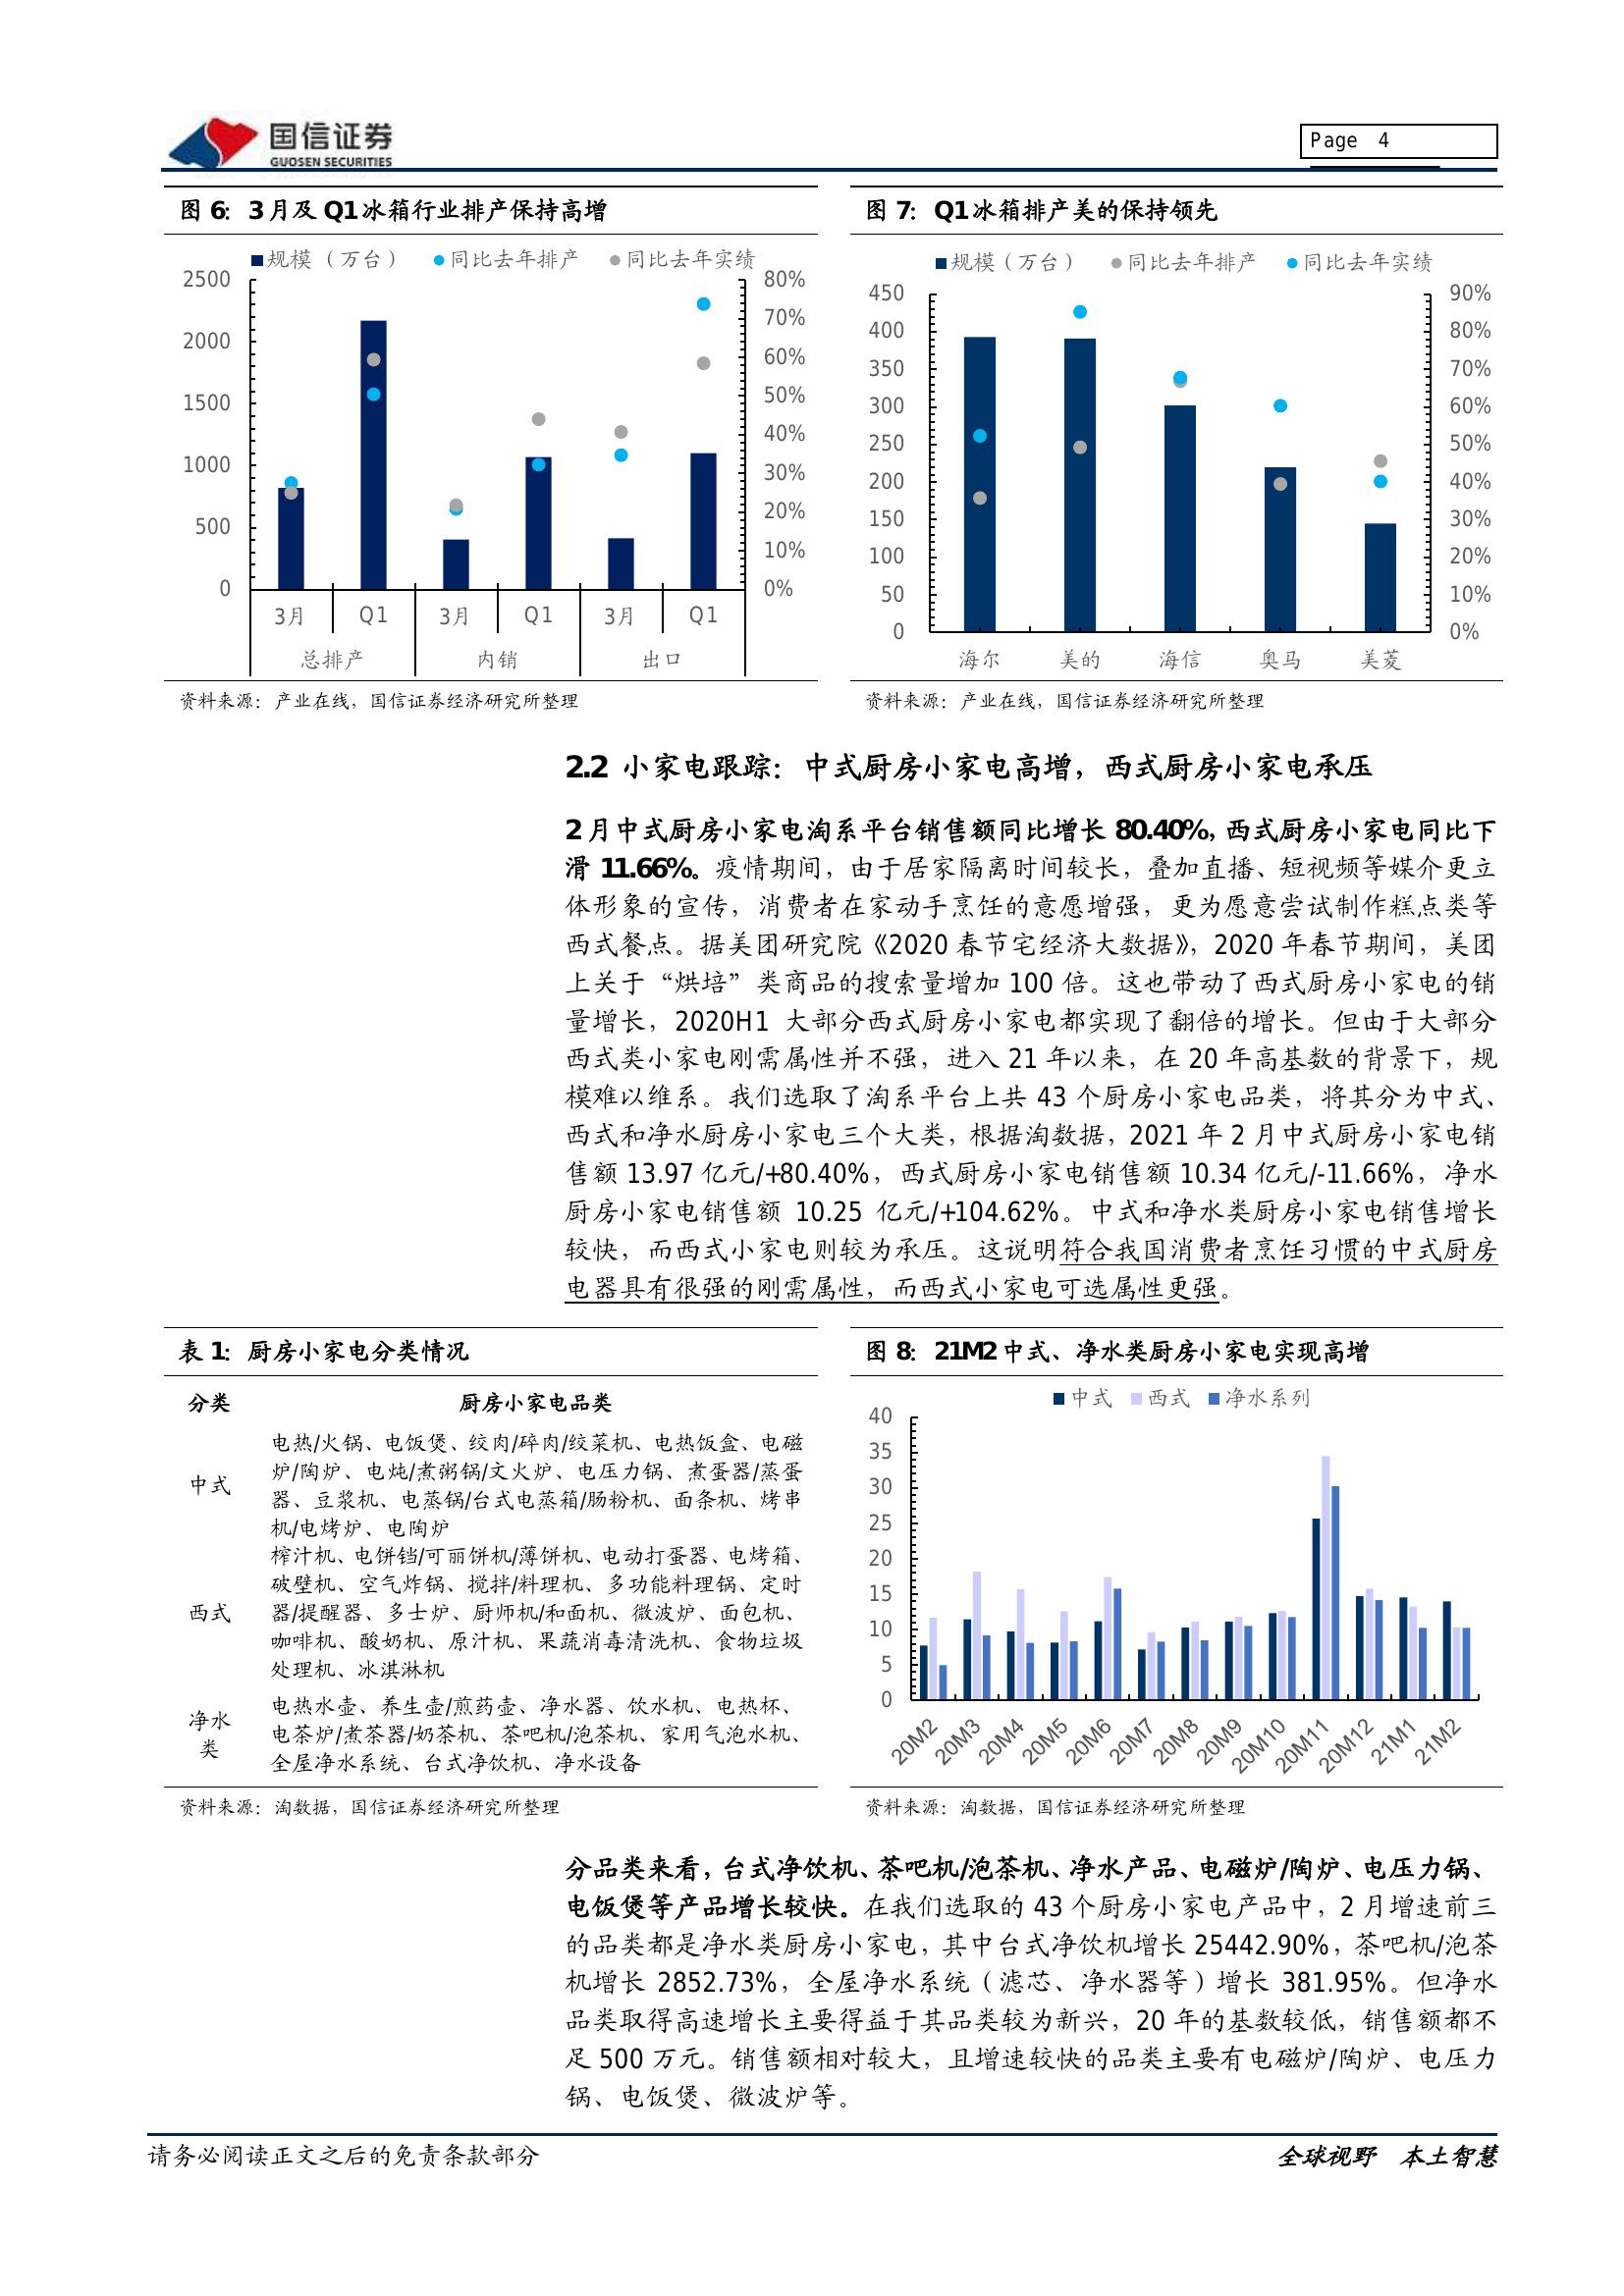 国信证券
GUOSEN SECURITIES
Page 4
图 6：3 月及 Q1 冰箱行业排产保持高增
规模（万台） 同比去年排产 同比去年实绩
2500
2000
1500
1000
500
0
80%
70%
60%
50%
40%
30%
20%
10%
0%
3月 Q1 3月 Q1 3月 Q1
总排产 内销 出口
资料来源：产业在线，国信证券经济研究所整理
图 7：Q1 冰箱排产美的保持领先
规模（万台） 同比去年排产 同比去年实绩
450
400
350
300
250
200
150
100
50
0
90%
80%
70%
60%
50%
40%
30%
20%
10%
0%
海尔 美的 海信 奥马 美菱
资料来源：产业在线，国信证券经济研究所整理
2.2 小家电跟踪：中式厨房小家电高增，西式厨房小家电承压
2 月中式厨房小家电淘系平台销售额同比增长 80.40%，西式厨房小家电同比下
滑 11.66%。疫情期间，由于居家隔离时间较长，叠加直播、短视频等媒介更立
体形象的宣传，消费者在家动手烹饪的意愿增强，更为愿意尝试制作糕点类等
西式餐点。据美团研究院《2020 春节宅经济大数据》，2020 年春节期间，美团
上关于“烘培”类商品的搜索量增加 100 倍。这也带动了西式厨房小家电的销
量增长，2020H1 大部分西式厨房小家电都实现了翻倍的增长。但由于大部分
西式类小家电刚需属性并不强，进入 21 年以来，在 20 年高基数的背景下，规
模难以维系。我们选取了淘系平台上共 43 个厨房小家电品类，将其分为中式、
西式和净水厨房小家电三个大类，根据淘数据，2021 年 2 月中式厨房小家电销
售额 13.97 亿元/+80.40%，西式厨房小家电销售额 10.34 亿元/-11.66%，净水
厨房小家电销售额 10.25 亿元/+104.62%。中式和净水类厨房小家电销售增长
较快，而西式小家电则较为承压。这说明符合我国消费者烹饪习惯的中式厨房
电器具有很强的刚需属性，而西式小家电可选属性更强。
表 1：厨房小家电分类情况
分类 厨房小家电品类
中式
电热/火锅、电饭煲、绞肉/碎肉/绞菜机、电热饭盒、电磁
炉/陶炉、电炖/煮粥锅/文火炉、电压力锅、煮蛋器/蒸蛋
器、豆浆机、电蒸锅/台式电蒸箱/肠粉机、面条机、烤串
机/电烤炉、电陶炉
西式
榨汁机、电饼铛/可丽饼机/薄饼机、电动打蛋器、电烤箱、
破壁机、空气炸锅、搅拌/料理机、多功能料理锅、定时
器/提醒器、多士炉、厨师机/和面机、微波炉、面包机、
咖啡机、酸奶机、原汁机、果蔬消毒清洗机、食物垃圾
处理机、冰淇淋机
净水
类
电热水壶、养生壶/煎药壶、净水器、饮水机、电热杯、
电茶炉/煮茶器/奶茶机、茶吧机/泡茶机、家用气泡水机、
全屋净水系统、台式净饮机、净水设备
资料来源：淘数据，国信证券经济研究所整理
图 8：21M2 中式、净水类厨房小家电实现高增
中式 西式 净水系列
40
35
30
25
20
15
10
5
0
20M2 20M3 20M4 20M5 20M6 20M7 20M8 20M9 20M10 20M11 20M12 21M1 21M2
资料来源：淘数据，国信证券经济研究所整理
分品类来看，台式净饮机、茶吧机/泡茶机、净水产品、电磁炉/陶炉、电压力锅、
电饭煲等产品增长较快。在我们选取的 43 个厨房小家电产品中，2 月增速前三
的品类都是净水类厨房小家电，其中台式净饮机增长 25442.90%，茶吧机/泡茶
机增长 2852.73%，全屋净水系统（滤芯、净水器等）增长 381.95%。但净水
品类取得高速增长主要得益于其品类较为新兴，20 年的基数较低，销售额都不
足 500 万元。销售额相对较大，且增速较快的品类主要有电磁炉/陶炉、电压力
锅、电饭煲、微波炉等。
请务必阅读正文之后的免责条款部分
全球视野 本土智慧